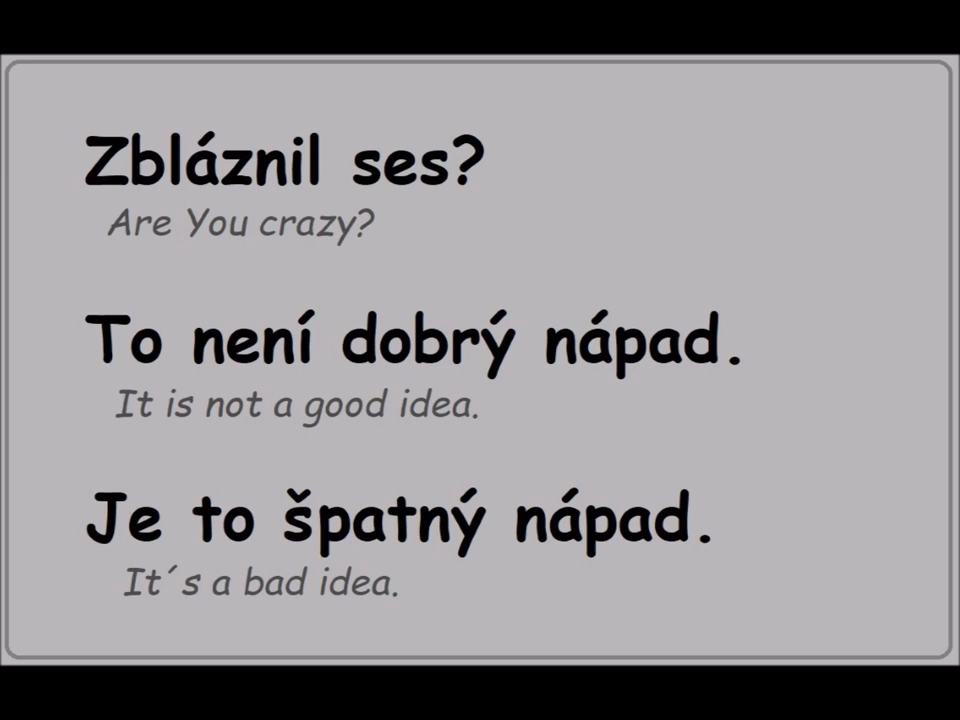 Zbláznil ses?
Are You crazy?
To není dobrý nápad.
It is not a good idea.
Je to špatný nápad.
It´s a bad idea.